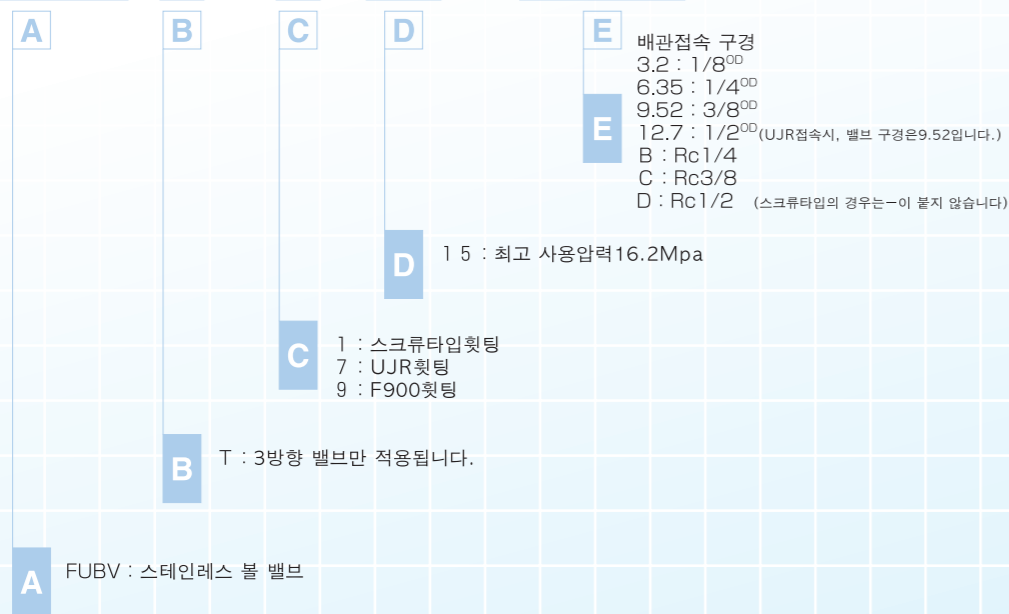 A B C D E
배관접속 구경
3.2 : 1/8OD
6.35 : 1/4OD
9.52 : 3/8OD
E 12.7 : 1/2OD(UJR접속시, 밸브 구경은9.52입니다.)
B : Rc1/4
C : Rc3/8
D : Rc1/2 (스크류타입의 경우는-이 붙지 않습니다)
D 15 : 최고 사용압력16.2Mpa
1 : 스크류타입휫팅
C 7 : UJR휫팅
9 : F900휫팅
B T : 3방향 밸브만 적용됩니다.
A FUBV : 스테인레스 볼 밸브